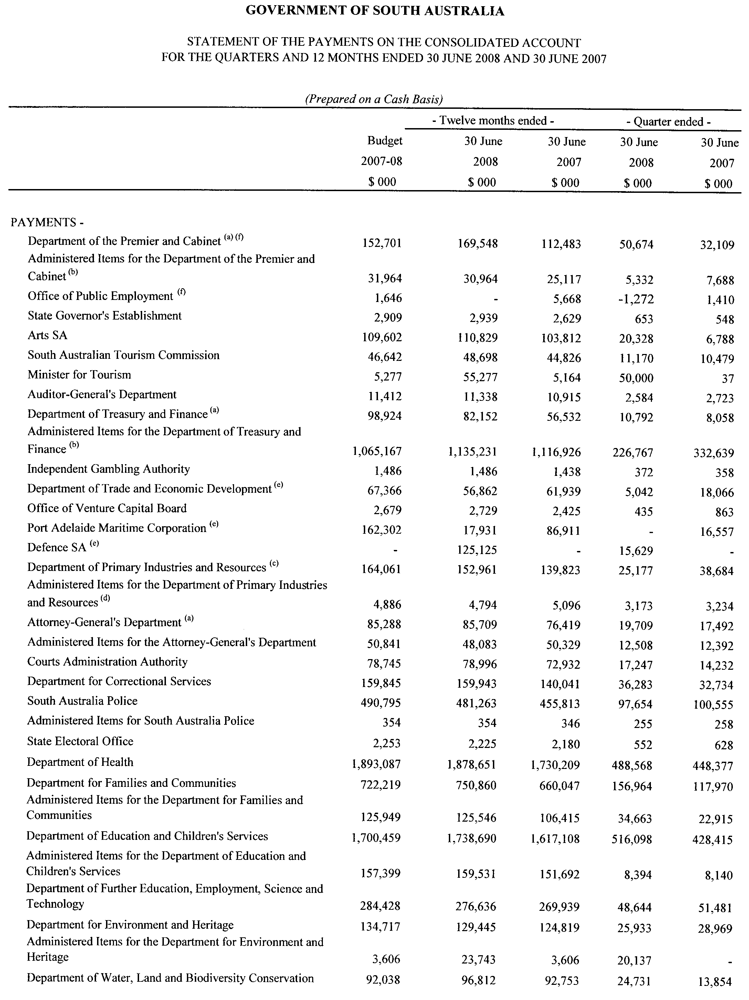 GOVERNMENT OF SOUTH AUSTRALIA
STATEMENT OF THE PAYMENTS ON THE CONSOLIDATED ACCOUNT
FOR THE QUARTERS AND 12 MONTHS ENDED 30 JUNE 2008 AND 30 JUNE 2007
(Prepared on a Cash Basis)
- Twelve months ended - - Quarter ended -
Budget 30 June 30 June 30 June 30 June
2007-08 2008 2007 2008 2007
$ 000 $ 000 $ 000 $ 000 $ 000
PAYMENTS -
Department of the Premier and Cabinet (a) (f) 152,701 169,548 112,483 50,674 32,109
Administered Items for the Department of the Premier and
Cabinet (b) 31,964 30,964 25,117 5,332 7,688
Office of Public Employment (f) 1,646 - 5,668 -1,272 1,410
State Governor's Establishment 2,909 2,939 2,629 653 548
Arts SA 109,602 110,829 103,812 20,328 6,788
South Australian Tourism Commission 46,642 48,698 44,826 11,170 10,479
Minister for Tourism 5,277 55,277 5,164 50,000 37
Auditor-General's Department 11,412 11,338 10,915 2,584 2,723
Department of Treasury and Finance (a) 98,924 82,152 56,532 10,792 8,058
Administered Items for the Department of Treasury and
Finance (b) 1,065,167 1,135,231 1,116,926 226,767 332,639
Independent Gambling Authority 1,486 1,486 1,438 372 358
Department of Trade and Economic Development (e) 67,366 56,862 61,939 5,042 18,066
Office of Venture Capital Board 2,679 2,729 2,425 435 863
Port Adelaide Maritime Corporation (e) 162,302 17,931 86,911 - 16,557
Defence SA (e) - 125,125 - 15,629 -
Department of Primary Industries and Resources (c) 164,061 152,961 139,823 25,177 38,684
Administered Items for the Department of Primary Industries
and Resources (d) 4,886 4,794 5,096 3,173 3,234
Attorney-General's Department (a) 85,288 85,709 76,419 19,709 17,492
Administered Items for the Attorney-General's Department 50,841 48,083 50,329 12,508 12,392
Courts Administration Authority 78,745 78,996 72,932 17,247 14,232
Department for Correctional Services 159,845 159,943 140,041 36,283 32,734
South Australia Police 490,795 481,263 455,813 97,654 100,555
Administered Items for South Australia Police 354 354 346 255 258
State Electoral Office 2,253 2,225 2,180 552 628
Department of Health 1,893,087 1,878,651 1,730,209 488,568 448,377
Department for Families and Communities 722,219 750,860 660,047 156,964 117,970
Administered Items for the Department for Families and
Communities 125,949 125,546 106,415 34,663 22,915
Department of Education and Children's Services 1,700,459 1,738,690 1,617,108 516,098 428,415
Administered Items for the Department of Education and
Children's Services 157,399 159,531 151,692 8,394 8,140
Department of Further Education, Employment, Science and
Technology 284,428 276,636 269,939 48,644 51,481
Department for Environment and Heritage 134,717 129,445 124,819 25,933 28,969
Administered Items for the Department for Environment and
Heritage 3,606 23,743 3,606 20,137 -
Department of Water, Land and Biodiversity Conservation 92,038 96,812 92,753 24,731 13,854